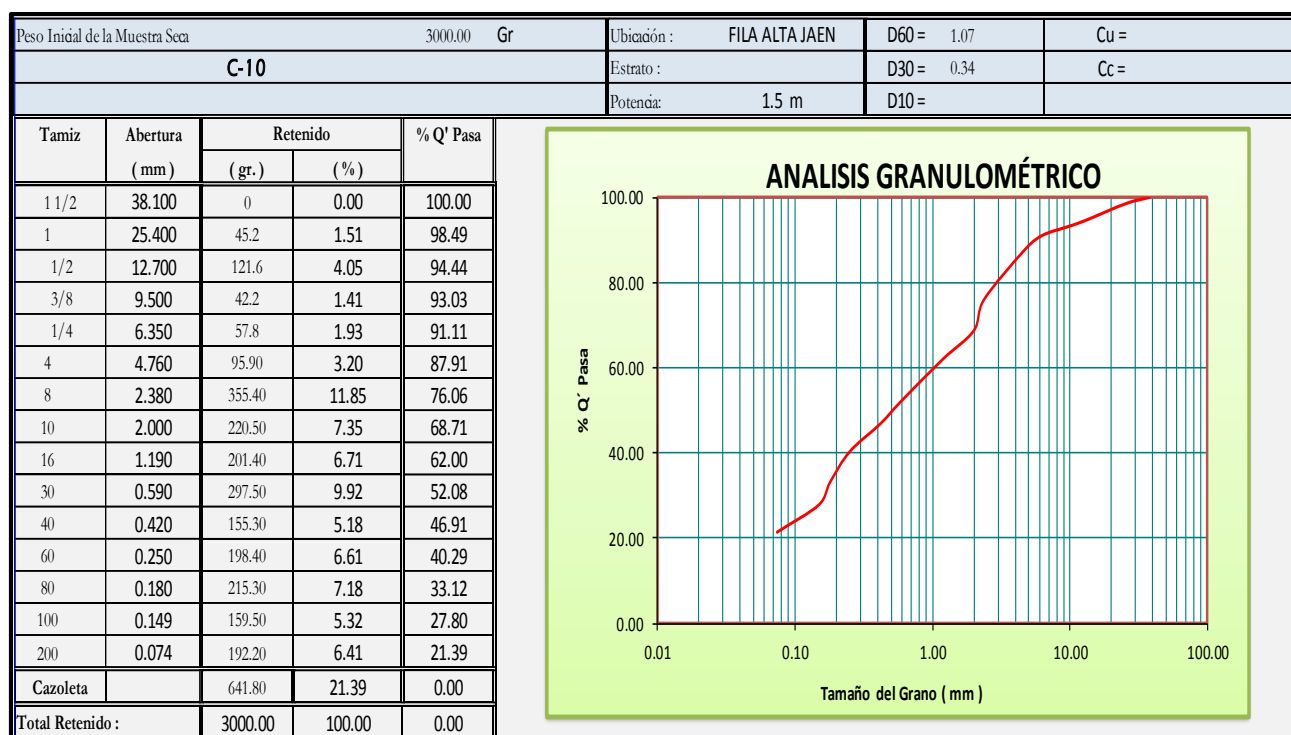 Peso Inicial de la Muestra Seca 3000.00 Gr Ubicación : FILA ALTA JAEN D60 = 1.07 Cu =
C-10 Estrato : D30 = 0.34 Cc =
Potencia: 1.5 m D10 =
Tamiz Abertura Retenido % Q' Pasa
( mm ) ( gr. ) ( % )
1 1/2 38.100 0 0.00 100.00
1 25.400 45.2 1.51 98.49
1/2 12.700 121.6 4.05 94.44
3/8 9.500 42.2 1.41 93.03
1/4 6.350 57.8 1.93 91.11
4 4.760 95.90 3.20 87.91
8 2.380 355.40 11.85 76.06
10 2.000 220.50 7.35 68.71
16 1.190 201.40 6.71 62.00
30 0.590 297.50 9.92 52.08
40 0.420 155.30 5.18 46.91
60 0.250 198.40 6.61 40.29
80 0.180 215.30 7.18 33.12
100 0.149 159.50 5.32 27.80
200 0.074 192.20 6.41 21.39
Cazoleta 641.80 21.39 0.00
Total Retenido : 3000.00 100.00 0.00
ANALISIS GRANULOMÉTRICO
100.00
80.00
60.00
40.00
20.00
0.00
% Q´ Pasa
0.01 0.10 1.00 10.00 100.00
Tamaño del Grano ( mm )